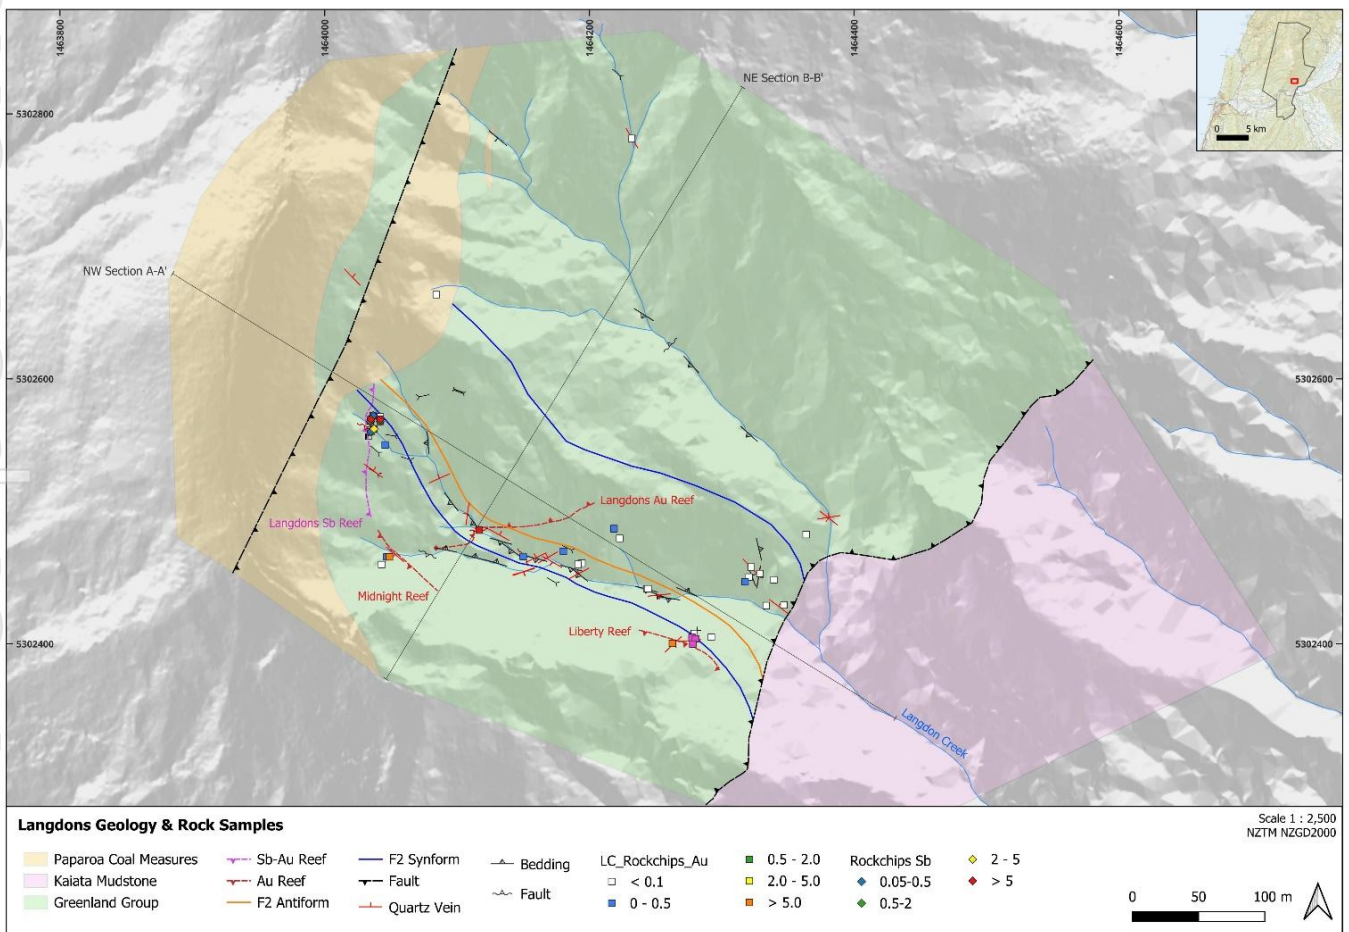 1463800
1464000
1464200
1464400
1464600
NE Section B-B'
0 5 km
5302800
5302800
NW Section A-A'
5302600
5302600
Langdons Au Reef
Langdons Sb Reef
Midnight Reef
Liberty Reef
5302400
5302400
Langdon Creek
Langdons Geology & Rock Samples
Scale 1 : 2,500
NZTM NZGD2000
Paparoa Coal Measures
Kaiata Mudstone
Greenland Group
Sb-Au Reef
Au Reef
F2 Antiform
F2 Synform
Fault
Quartz Vein
Bedding
Fault
LC_Rockchips_Au
< 0.1
0 - 0.5
0.5 - 2.0
2.0 - 5.0
> 5.0
Rockchips Sb
0.05-0.5
0.5-2
2 - 5
> 5
0 50 100 m